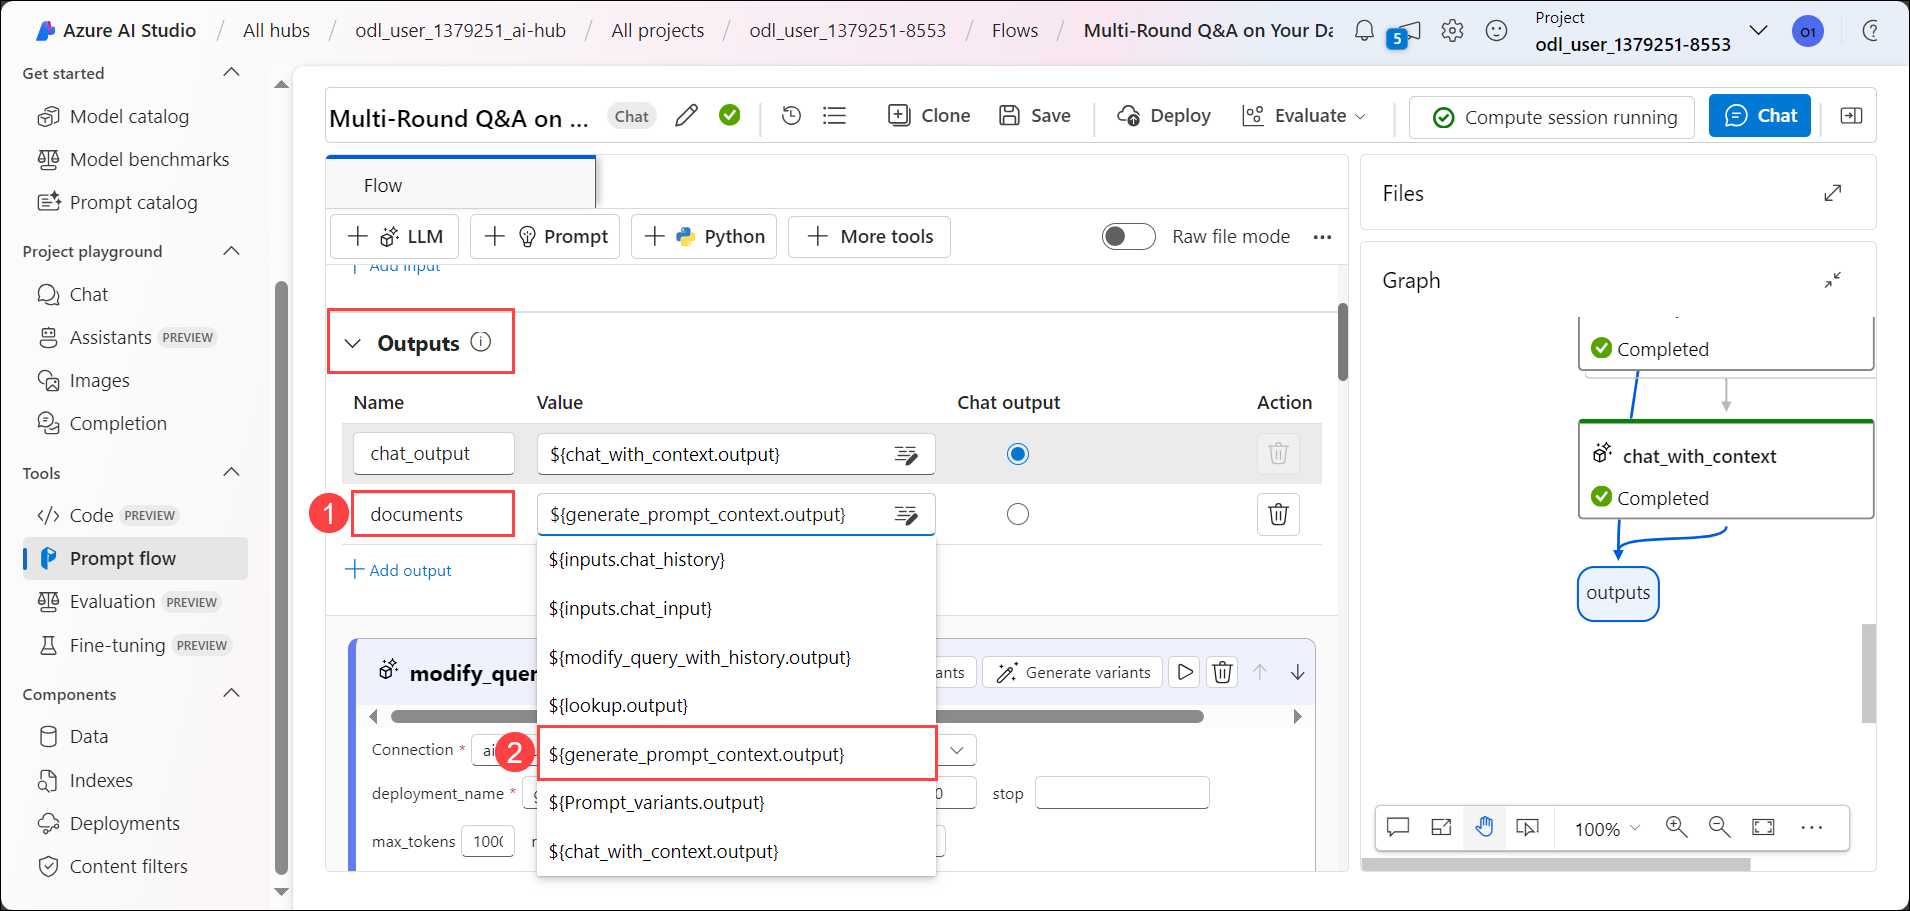 Azure AI Studio / All hubs / odl_user_1379251_ai-hub / All projects / odl_user_1379251-8553 / Flows / Multi-Round Q&A on Your Da
5
Project
odl_user_1379251-8553
O1
Get started
Model catalog
Model benchmarks
Prompt catalog
Project playground
Chat
Assistants PREVIEW
Images
Completion
Tools
Code PREVIEW
Prompt flow
Evaluation PREVIEW
Fine-tuning PREVIEW
Components
Data
Indexes
Deployments
Content filters
Multi-Round Q&A on ... Chat Clone Save Deploy Evaluate Compute session running Chat
Flow
LLM Prompt Python More tools Raw file mode
Add input
Outputs
Name Value Chat output Action
chat_output ${chat_with_context.output}
1 documents ${generate_prompt_context.output}
Add output
${inputs.chat_history}
${inputs.chat_input}
${modify_query_with_history.output}
${lookup.output}
2 ${generate_prompt_context.output}
${Prompt_variants.output}
${chat_with_context.output}
modify_quer ants Generate variants
Connection * ai
deployment_name * 0 stop
max_tokens 1000
Files
Graph
Completed
chat_with_context
Completed
outputs
100%